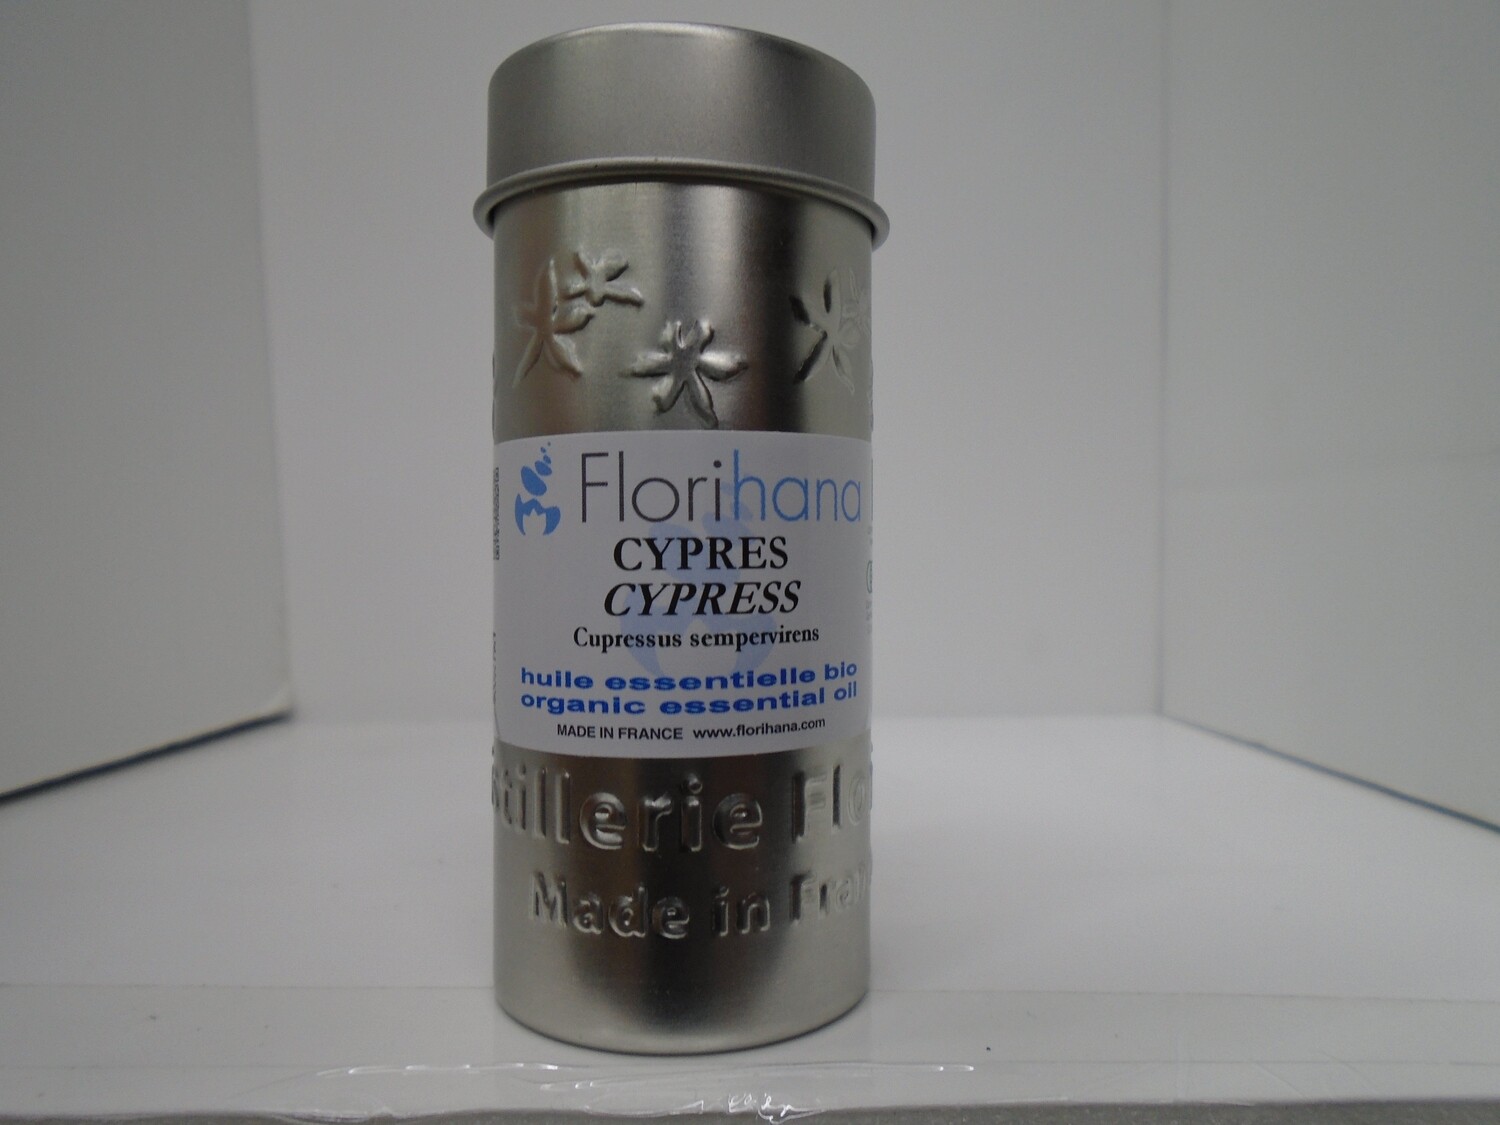 Florihana
CYPRES
CYPRESS
Cupressus sempervirens
huile essentielle bio
organic essential oil
MADE IN FRANCE www.florihana.com
Made in